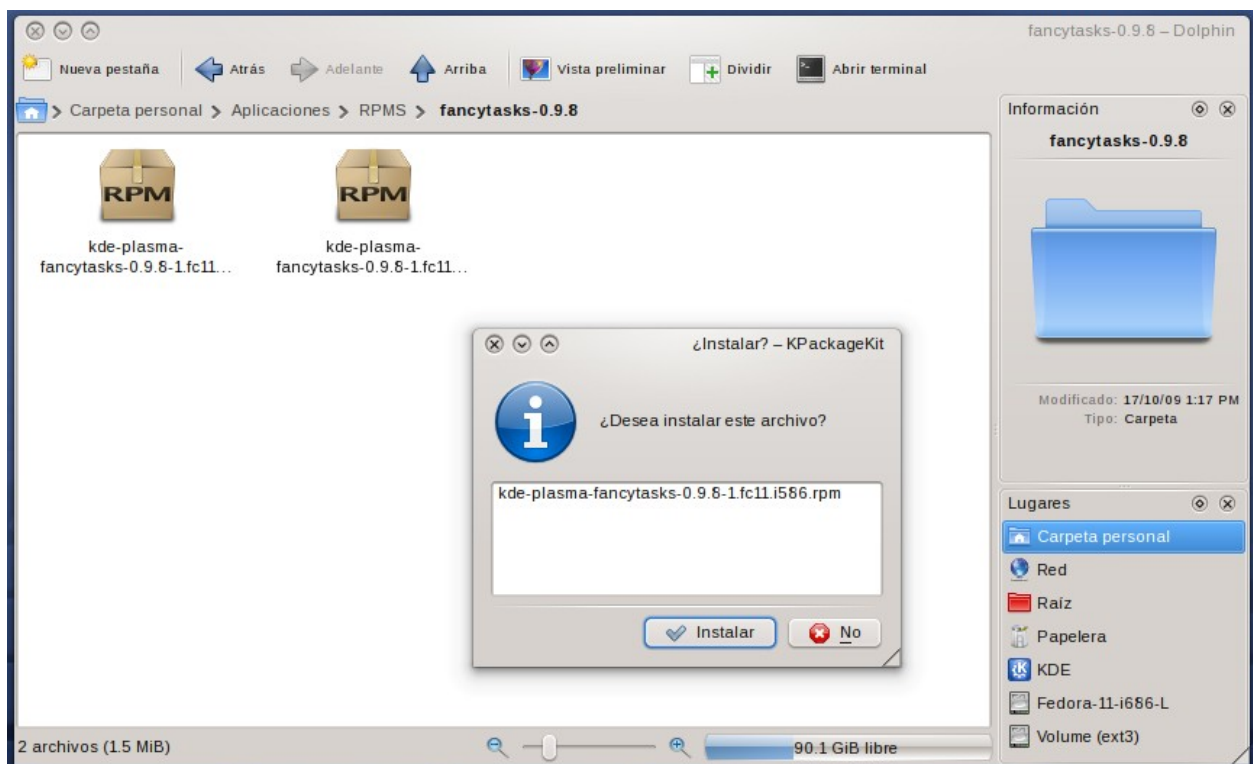 fancytasks-0.9.8 – Dolphin
Nueva pestaña Atrás Adelante Arriba Vista preliminar Dividir Abrir terminal
Carpeta personal Aplicaciones RPMS fancytasks-0.9.8
Información
fancytasks-0.9.8
RPM RPM
kde-plasma-
fancytasks-0.9.8-1.fc11...
kde-plasma-
fancytasks-0.9.8-1.fc11...
¿Instalar? – KPackageKit
¿Desea instalar este archivo?
kde-plasma-fancytasks-0.9.8-1.fc11.i586.rpm
Instalar No
Modificado: 17/10/09 1:17 PM
Tipo: Carpeta
Lugares
Carpeta personal
Red
Raíz
Papelera
KDE
Fedora-11-i686-L
Volume (ext3)
2 archivos (1.5 MiB) 90.1 GiB libre